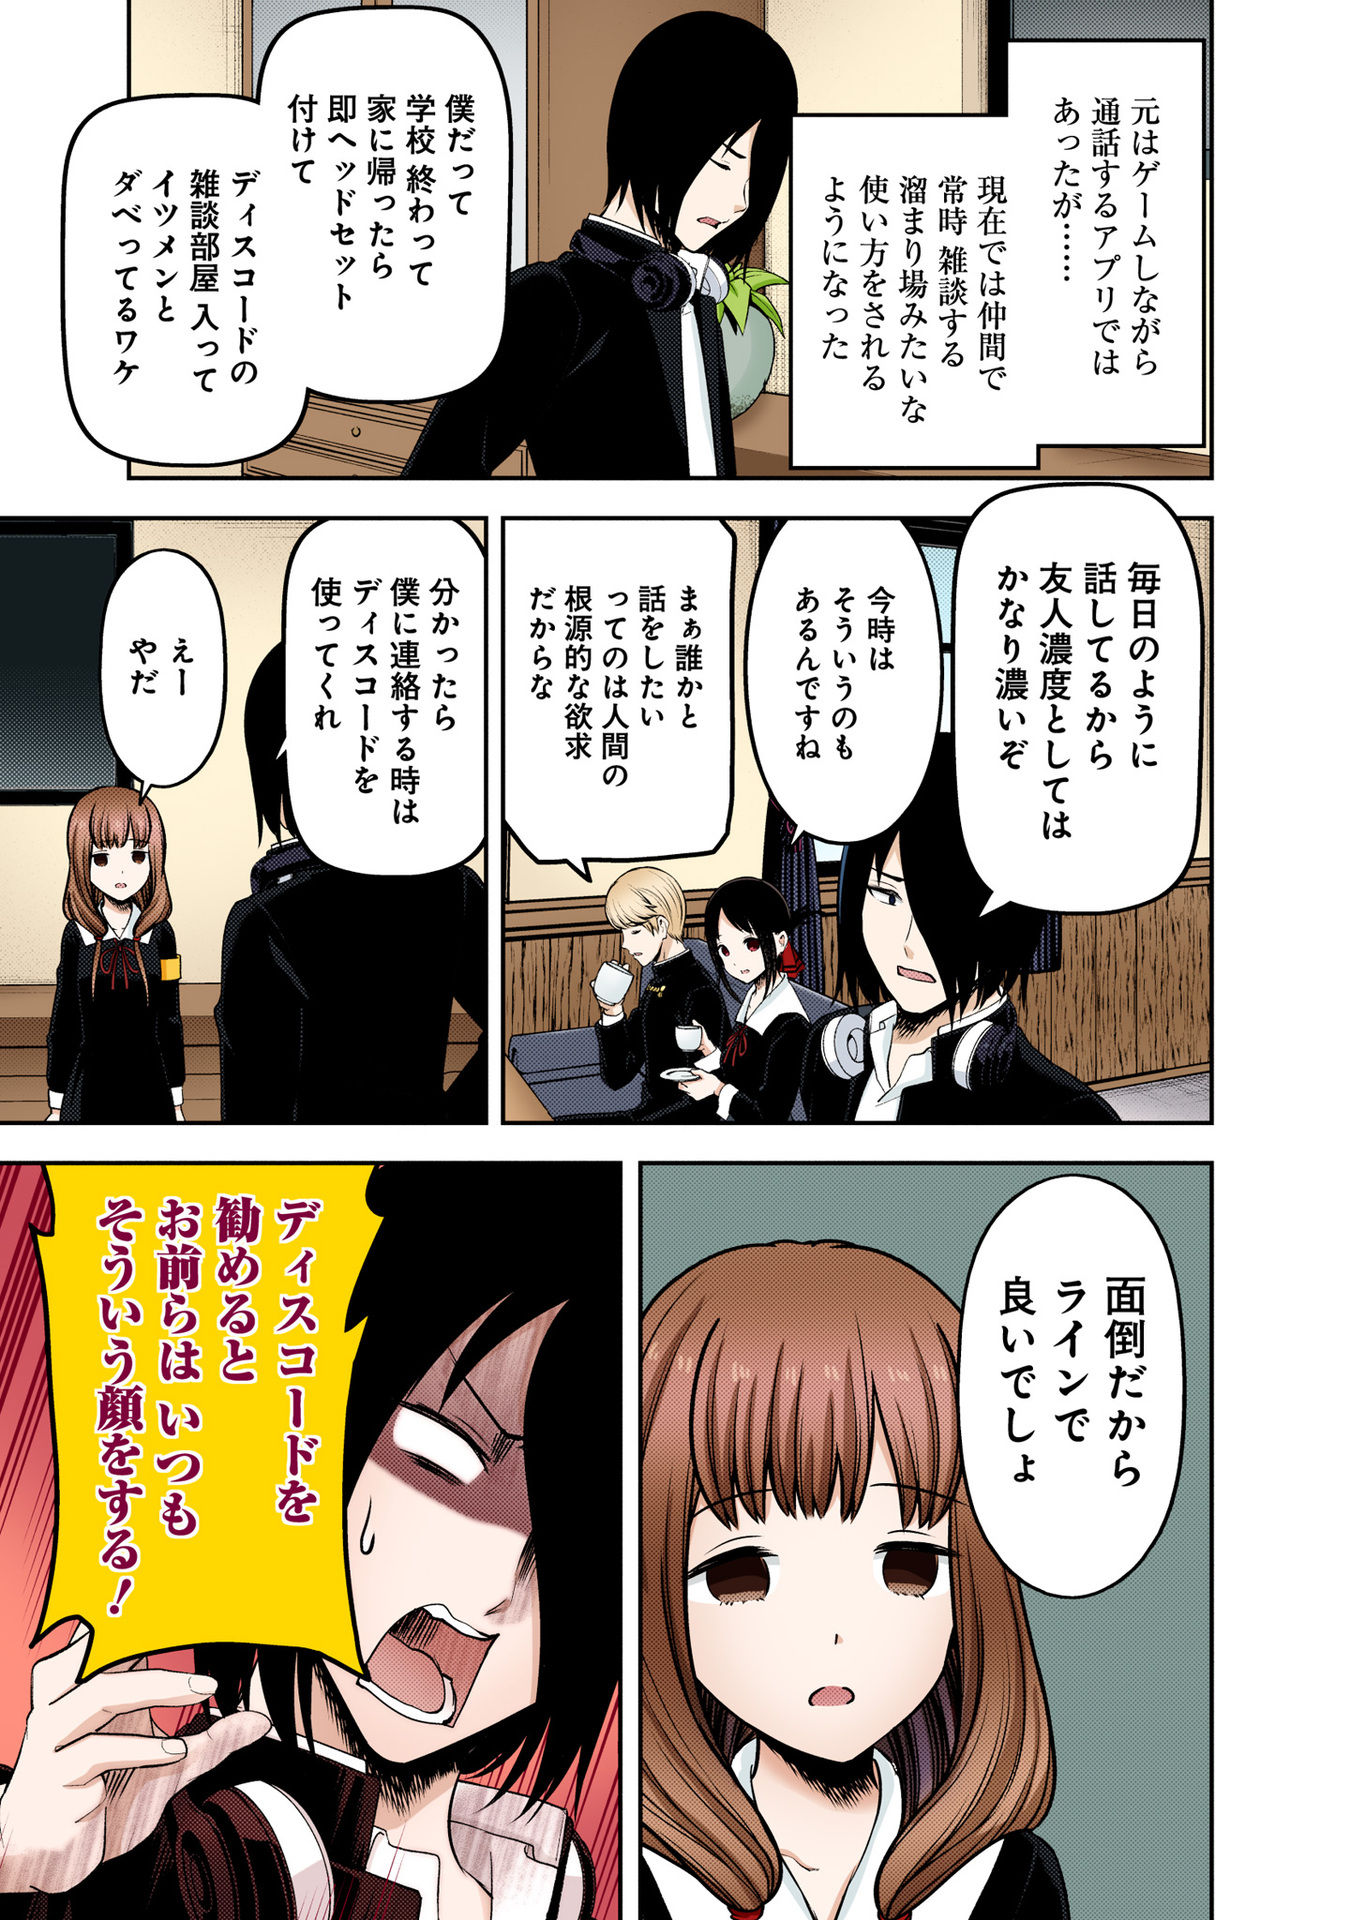 元はゲームしながら
通話するアプリでは
あったが……
現在では仲間で
常時 雑談する
溜まり場みたいな
使い方をされる
ようになった
僕だって
学校 終わって
家に帰ったら
即ヘッドセット
付けて
ディスコードの
雑談部屋 入って
イツメンと
ダベってるワケ
毎日のように
話してるから
友人濃度としては
かなり濃いぞ
今時は
そういうのも
あるんですね
まぁ誰かと
話をしたい
ってのは人間の
根源的な欲求
だからな
分かったら
僕に連絡する時は
ディスコードを
使ってくれ
えー
やだ
面倒だから
ラインで
良いでしょ
ディスコードを
勧めると
お前らは いつも
そういう顔をする！